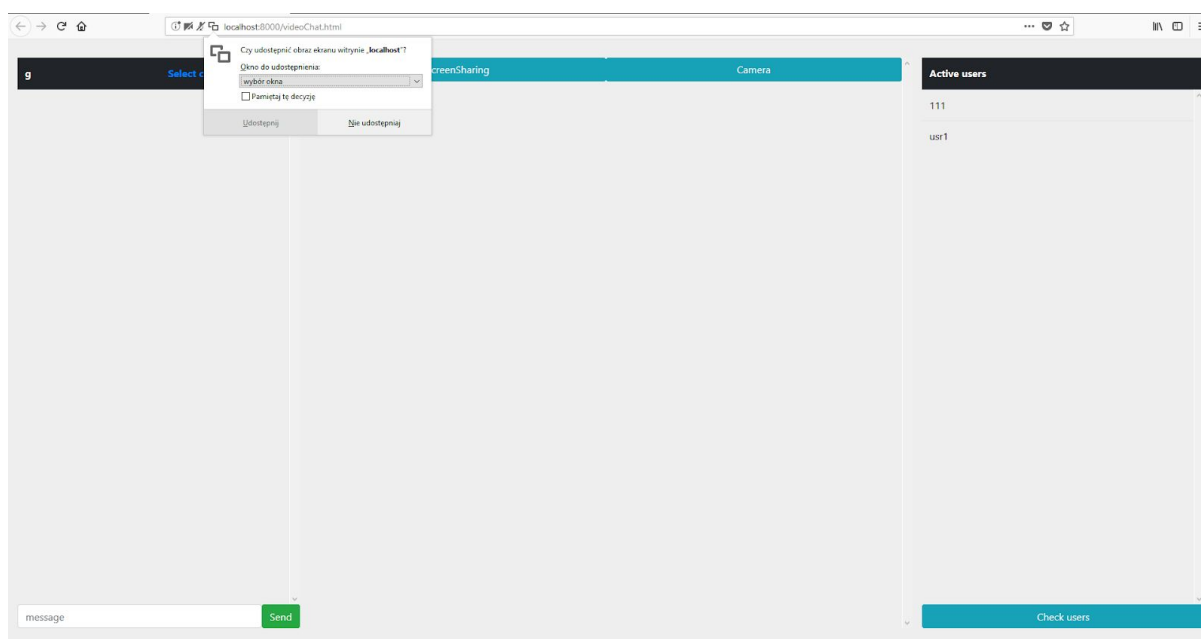 localhost:8000/videoChat.html
Czy udostępnić obraz ekranu witrynie „localhost”?
Okno do udostępnienia:
wybór okna
Pamiętaj tę decyzję
Udostępnij
Nie udostępniaj
g
Select c
creenSharing
Camera
Active users
111
usr1
message
Send
Check users